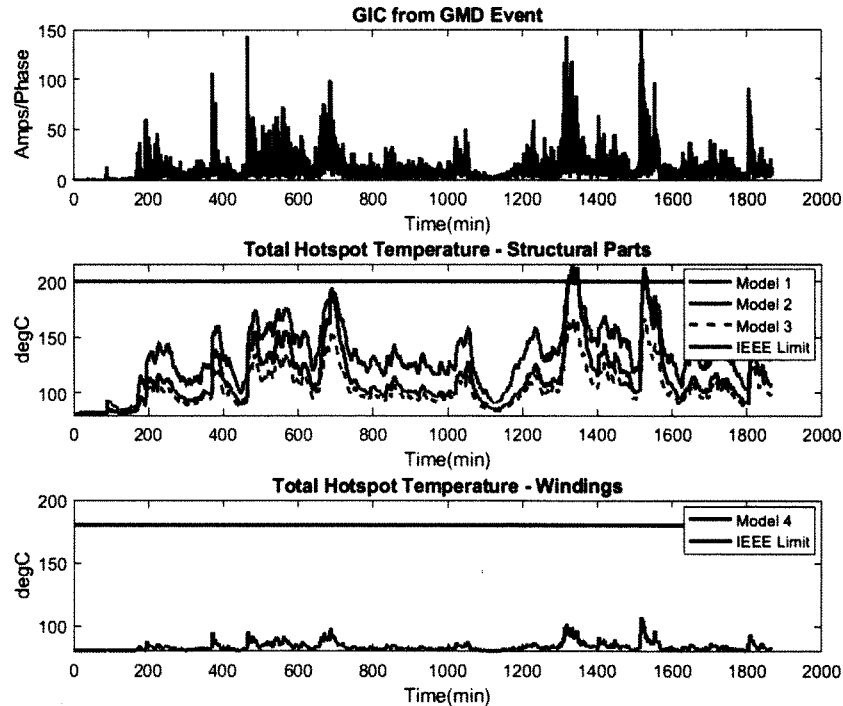 GIC from GMD Event
Amps/Phase
150
100
50
0
0 200 400 600 800 1000 1200 1400 1600 1800 2000
Time(min)
Total Hotspot Temperature - Structural Parts
degC
200
150
100
Model 1
Model 2
Model 3
IEEE Limit
0 200 400 600 800 1000 1200 1400 1600 1800 2000
Time(min)
Total Hotspot Temperature - Windings
degC
200
150
100
Model 4
IEEE Limit
0 200 400 600 800 1000 1200 1400 1600 1800 2000
Time(min)